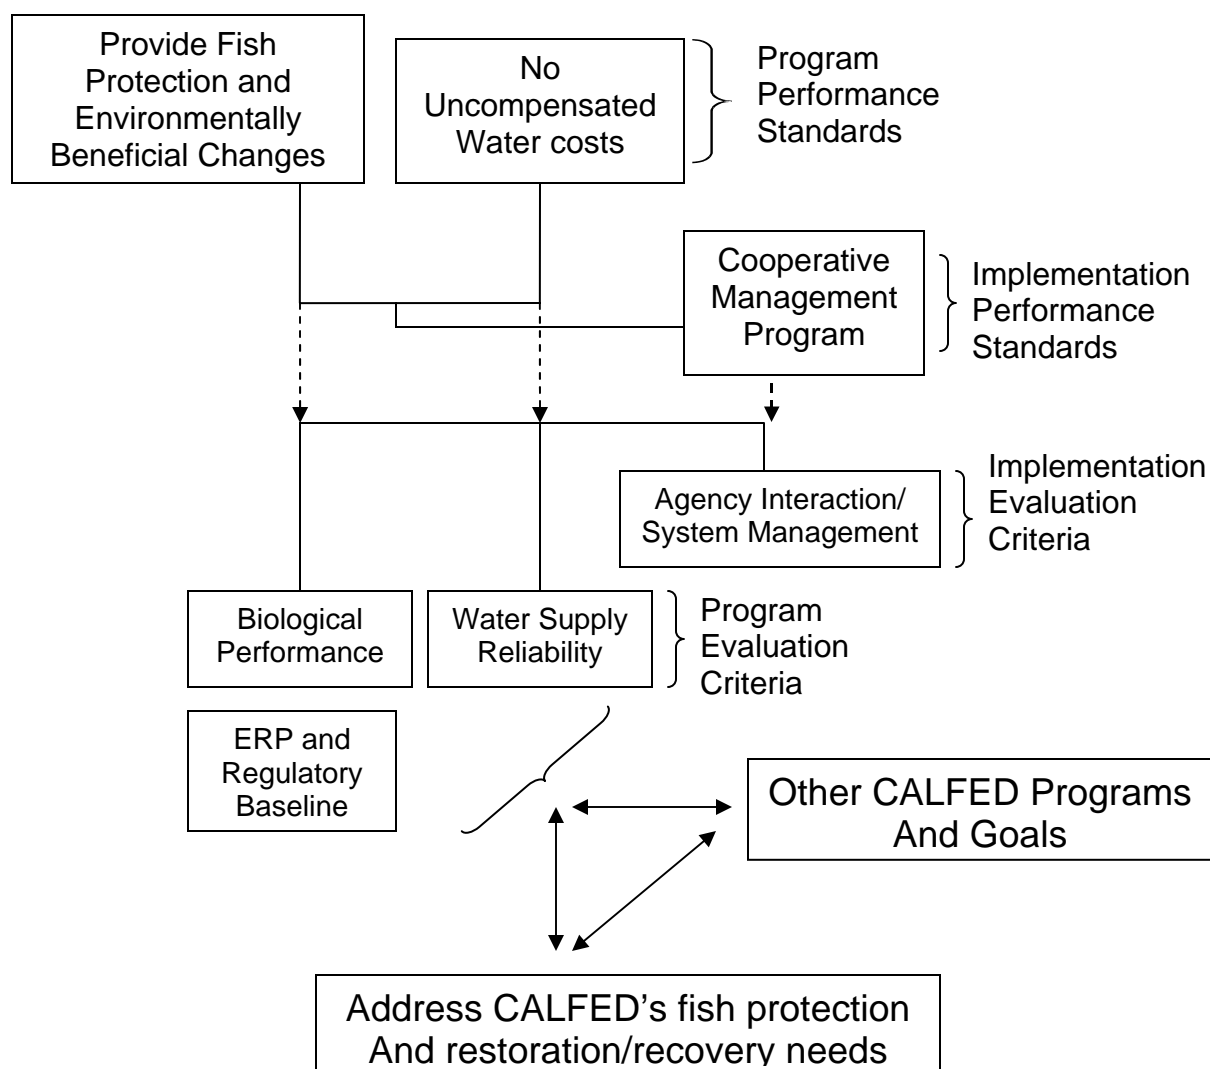 Provide Fish
Protection and
Environmentally
Beneficial Changes
No
Uncompensated
Water costs
Program
Performance
Standards
Cooperative
Management
Program
Implementation
Performance
Standards
Agency Interaction/
System Management
Implementation
Evaluation
Criteria
Biological
Performance
Water Supply
Reliability
Program
Evaluation
Criteria
ERP and
Regulatory
Baseline
Other CALFED Programs
And Goals
Address CALFED’s fish protection
And restoration/recovery needs